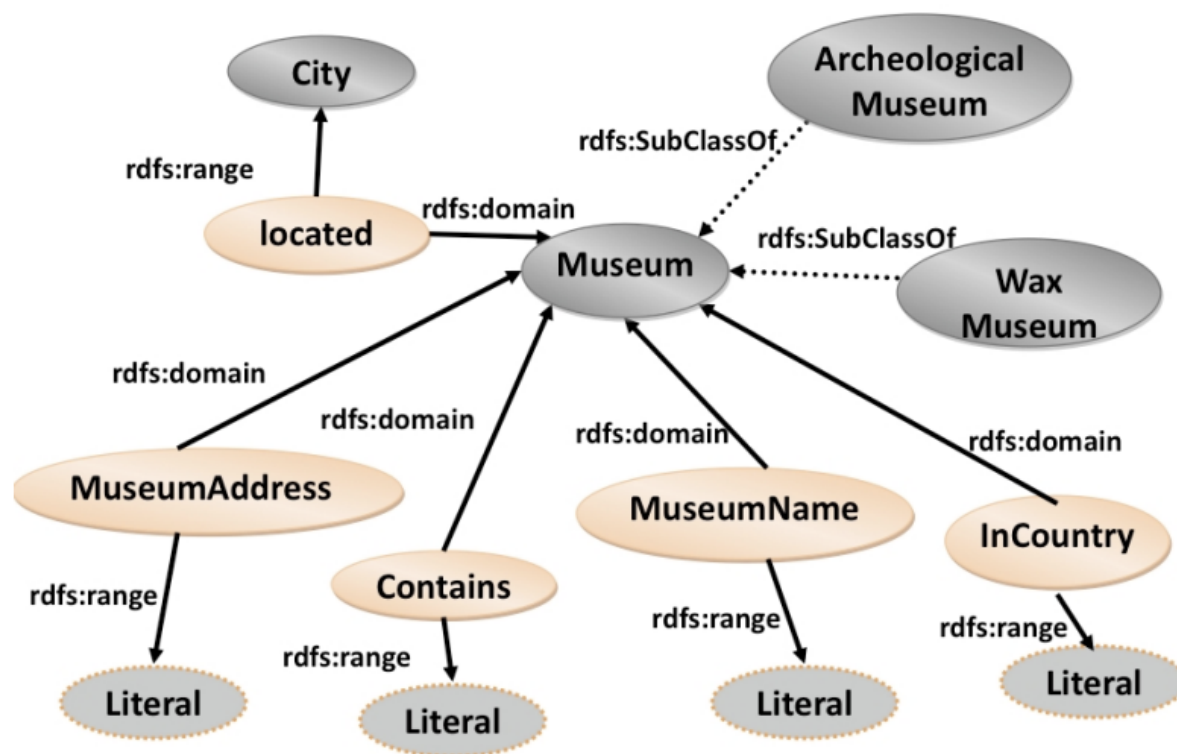 City
Archeological
Museum
rdfs:SubClassOf
rdfs:range
rdfs:domain
located
rdfs:SubClassOf
Museum
Wax
Museum
rdfs:domain
rdfs:domain
rdfs:domain
rdfs:domain
MuseumAddress
MuseumName
InCountry
Contains
rdfs:range
rdfs:range
rdfs:range
rdfs:range
Literal
Literal
Literal
Literal